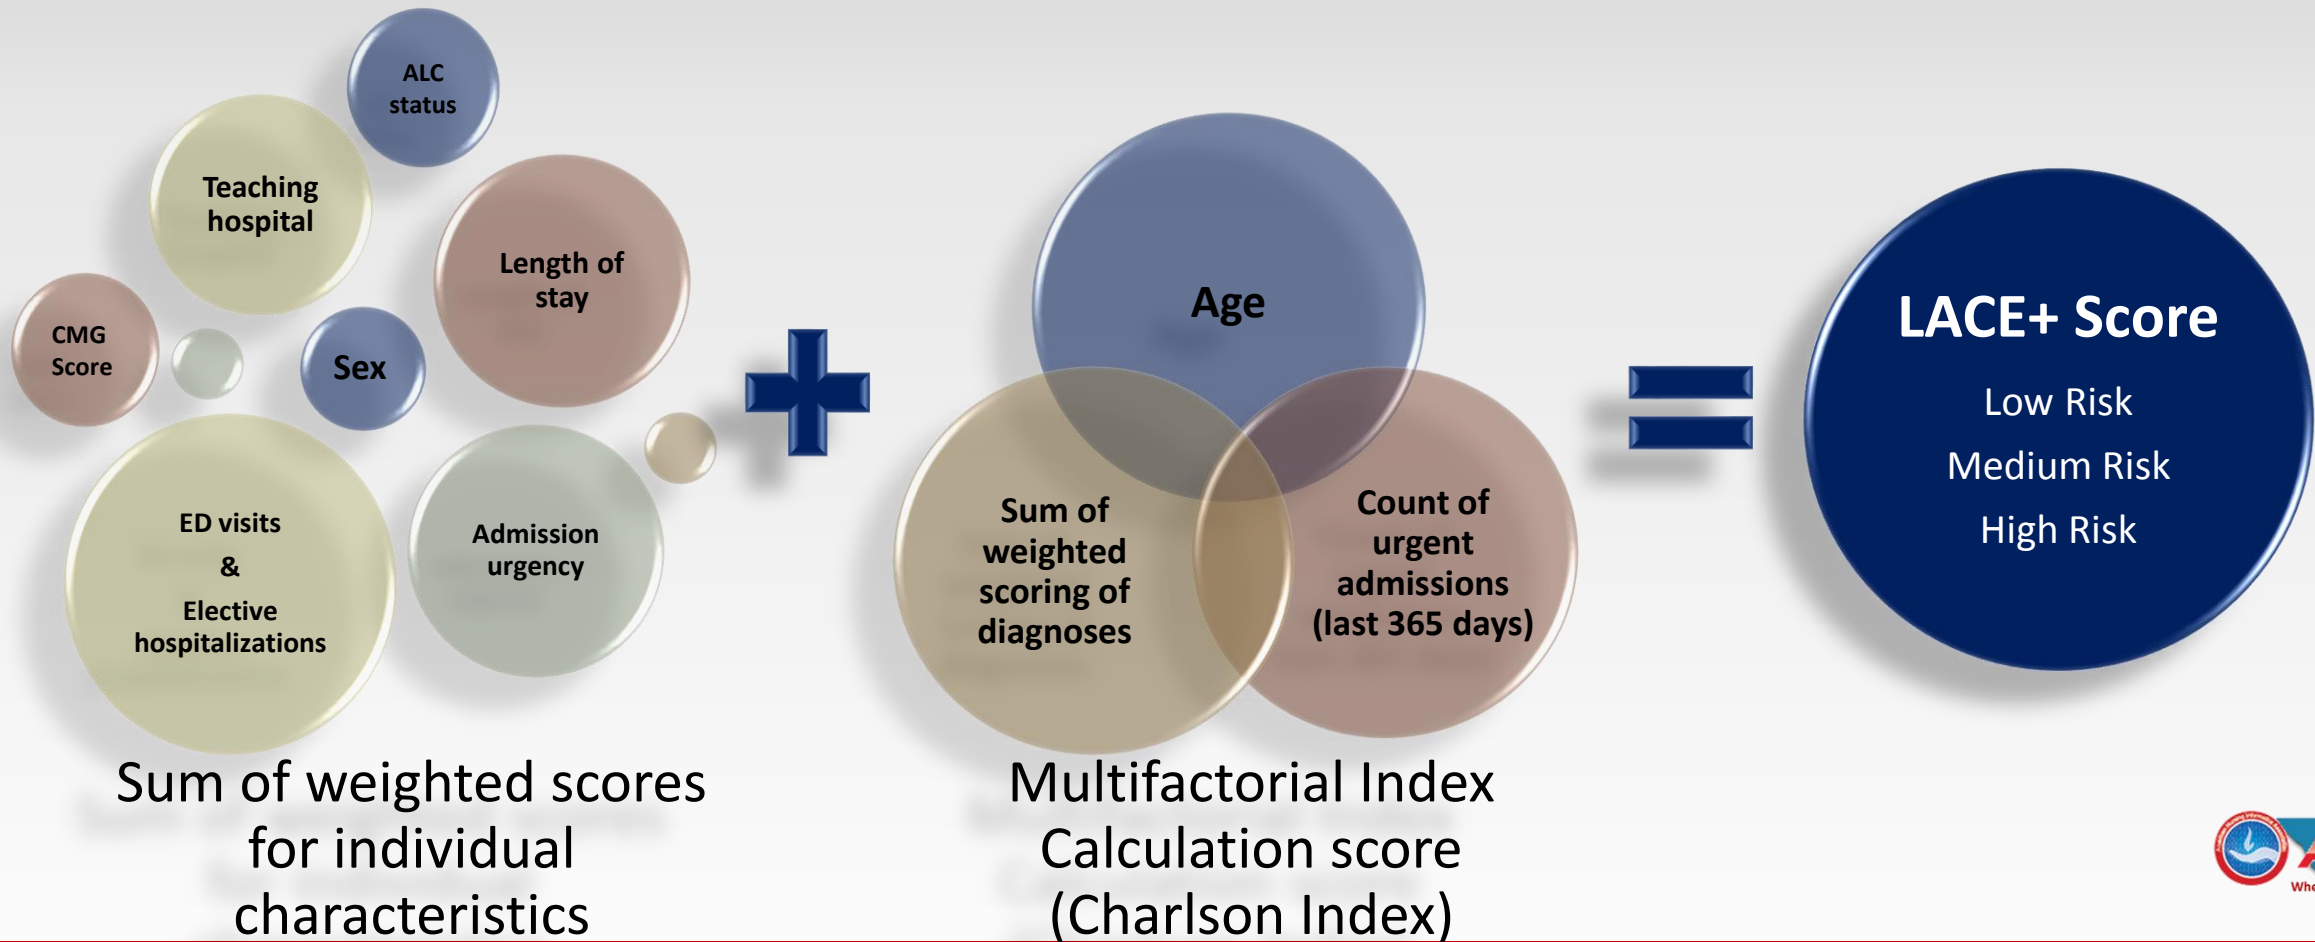 ALC
status
Teaching
hospital
Length of
stay
CMG
Score
Sex
ED visits
&
Elective
hospitalizations
Admission
urgency
Sum of weighted scores
for individual
characteristics
Age
Sum of
weighted
scoring of
diagnoses
Count of
urgent
admissions
(last 365 days)
Multifactorial Index
Calculation score
(Charlson Index)
LACE+ Score
Low Risk
Medium Risk
High Risk
Whe